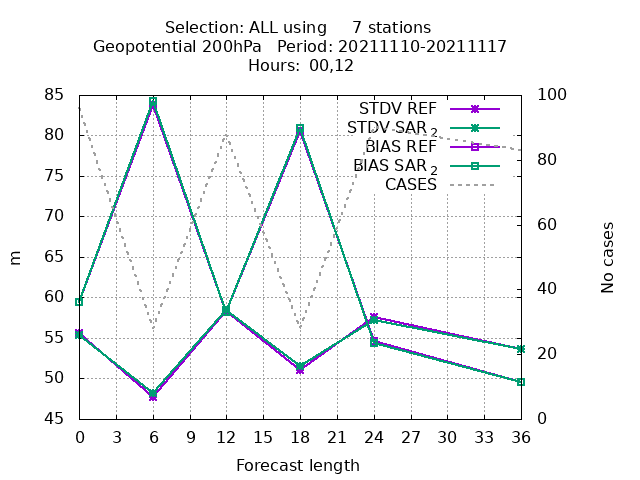 Selection: ALL using     7 stations
Geopotential 200hPa   Period: 20211110-20211117
Hours: 00,12
85
80
75
70
65
60
55
50
45
100
80
60
40
20
0
m
No cases
STDV REF
STDV SAR 2
BIAS REF
BIAS SAR 2
CASES
0 3 6 9 12 15 18 21 24 27 30 33 36
Forecast length